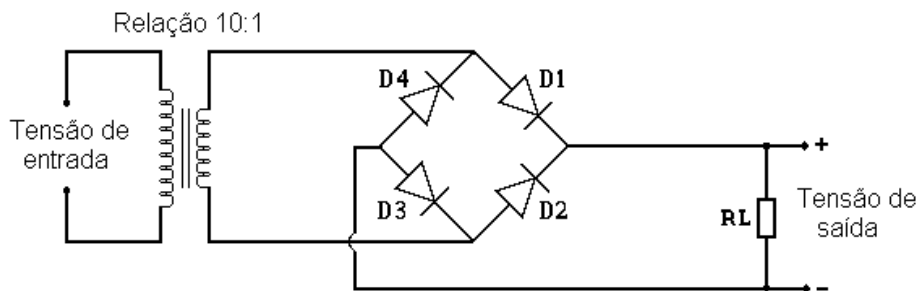 Relação 10:1
D4
D1
Tensão de
entrada
+
D3
D2
RL
Tensão de
saída
-